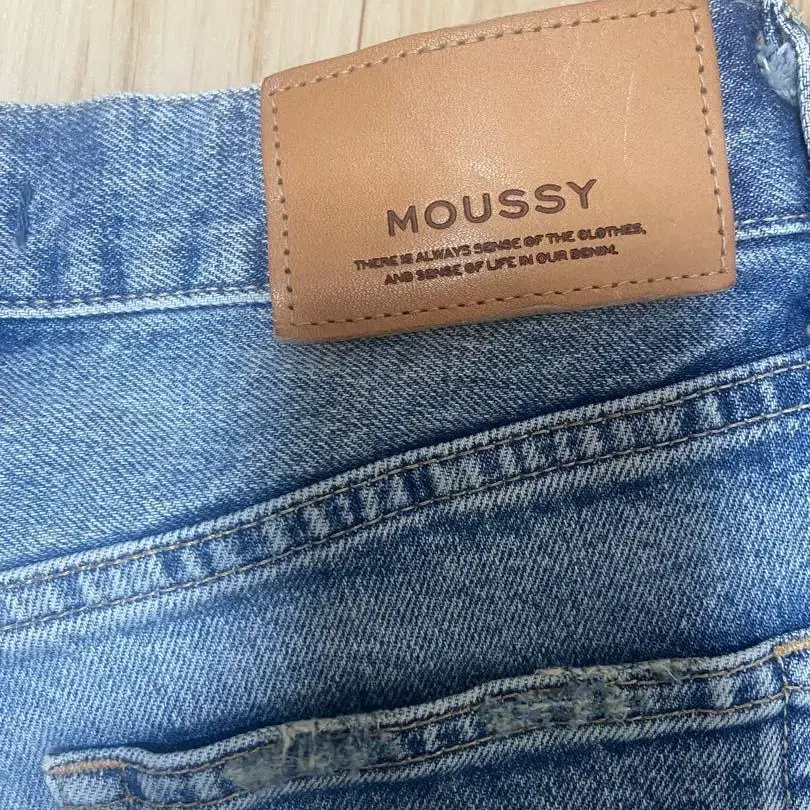 MOUSSY
THERE IS ALWAYS SENSE OF THE CLOTHES,
AND SENSE OF LIFE IN OUR DENIM.